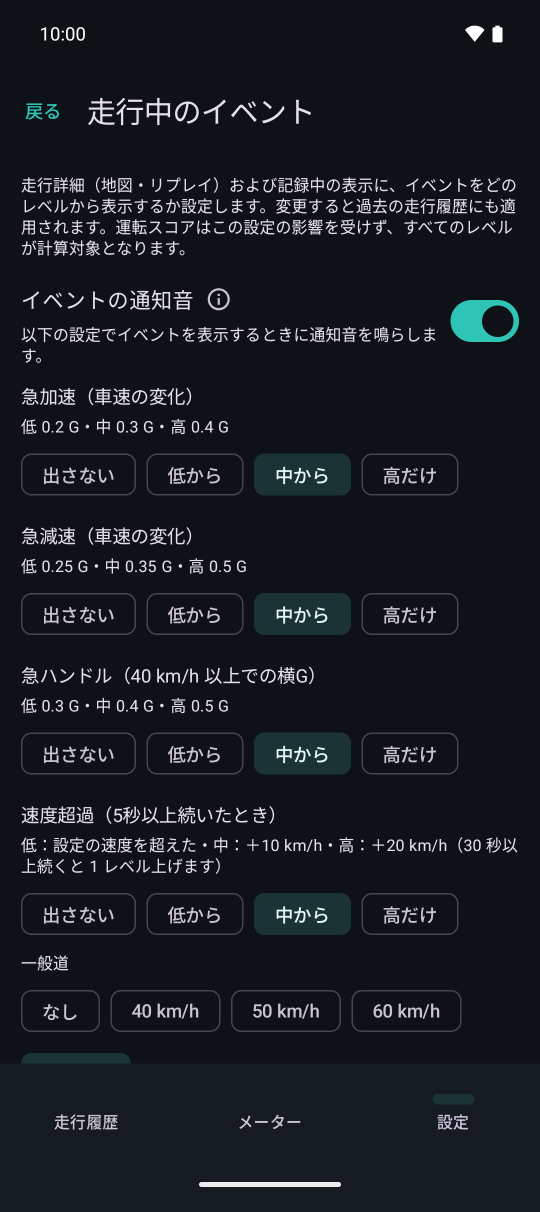 10:00
戻る 走行中のイベント
走行詳細（地図・リプレイ）および記録中の表示に、イベントをどの
レベルから表示するか設定します。変更すると過去の走行履歴にも適
用されます。運転スコアはこの設定の影響を受けず、すべてのレベル
が計算対象となります。
イベントの通知音
以下の設定でイベントを表示するときに通知音を鳴らしま
す。
急加速（車速の変化）
低 0.2 G・中 0.3 G・高 0.4 G
出さない 低から 中から 高だけ
急減速（車速の変化）
低 0.25 G・中 0.35 G・高 0.5 G
出さない 低から 中から 高だけ
急ハンドル（40 km/h 以上での横G）
低 0.3 G・中 0.4 G・高 0.5 G
出さない 低から 中から 高だけ
速度超過（5秒以上続いたとき）
低：設定の速度を超えた・中：＋10 km/h・高：＋20 km/h（30 秒以
上続くと 1 レベル上げます）
出さない 低から 中から 高だけ
一般道
なし 40 km/h 50 km/h 60 km/h
走行履歴 メーター 設定